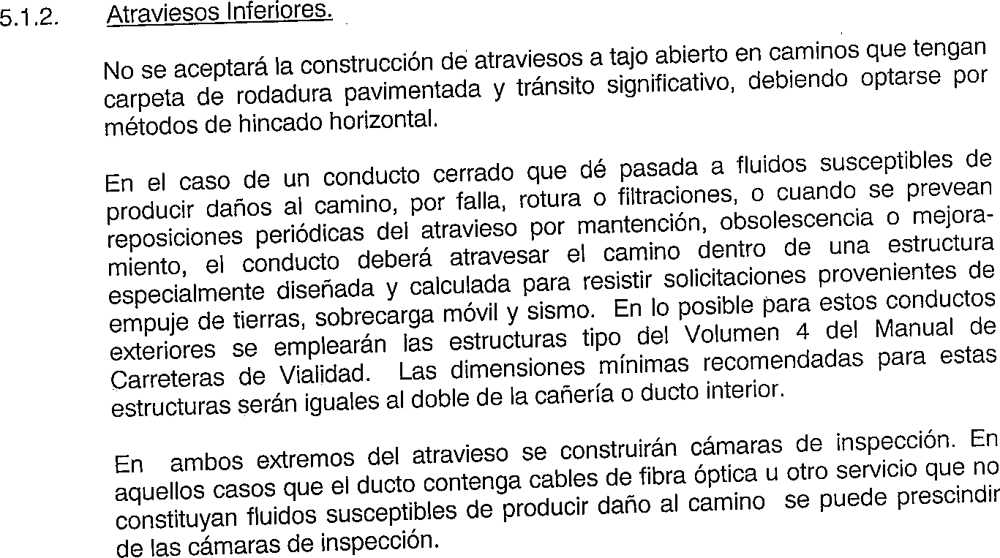 5.1.2. Atraviesos Inferiores.
No se aceptará la construcción de atraviesos a tajo abierto en caminos que tengan
carpeta de rodadura pavimentada y tránsito significativo, debiendo optarse por
métodos de hincado horizontal.
En el caso de un conducto cerrado que dé pasada a fluidos susceptibles de
producir daños al camino, por falla, rotura o filtraciones, o cuando se prevean
reposiciones periódicas del atravieso por mantención, obsolescencia o mejora-
miento, el conducto deberá atravesar el camino dentro de una estructura
especialmente diseñada y calculada para resistir solicitaciones provenientes de
empuje de tierras, sobrecarga móvil y sismo. En lo posible para estos conductos
exteriores se emplearán las estructuras tipo del Volumen 4 del Manual de
Carreteras de Vialidad. Las dimensiones mínimas recomendadas para estas
estructuras serán iguales al doble de la cañería o ducto interior.
En ambos extremos del atravieso se construirán cámaras de inspección. En
aquellos casos que el ducto contenga cables de fibra óptica u otro servicio que no
constituyan fluidos susceptibles de producir daño al camino se puede prescindir
de las cámaras de inspección.